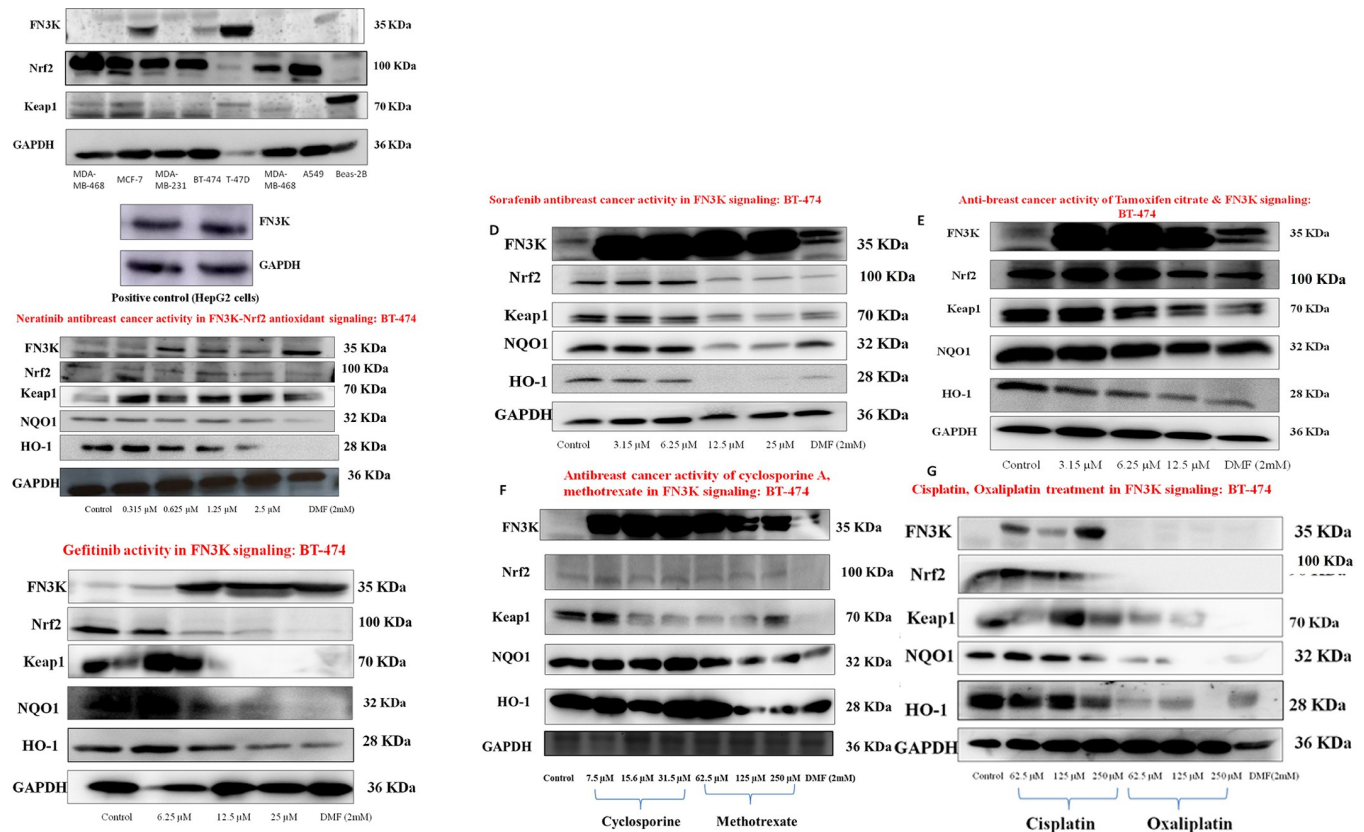 FN3K
35 KDa
Nrf2
100 KDa
Keap1
70 KDa
GAPDH
36 KDa
MDA-
MB-468
MCF-7
MDA-
MB-231
BT-474
T-47D
MDA-
MB-468
A549
Beas-2B
FN3K
GAPDH
Positive control (HepG2 cells)
Neratinib antibreast cancer activity in FN3K-Nrf2 antioxidant signaling: BT-474
FN3K
35 KDa
Nrf2
100 KDa
Keap1
70 KDa
NQO1
32 KDa
HO-1
28 KDa
GAPDH
36 KDa
Control 0.315 µM 0.625 µM 1.25 µM 2.5 µM DMF (2mM)
Gefitinib activity in FN3K signaling: BT-474
FN3K
35 KDa
Nrf2
100 KDa
Keap1
70 KDa
NQO1
32 KDa
HO-1
28 KDa
GAPDH
36 KDa
Control 6.25 µM 12.5 µM 25 µM DMF (2mM)
Sorafenib antibreast cancer activity in FN3K signaling: BT-474
D
FN3K
35 KDa
Nrf2
100 KDa
Keap1
70 KDa
NQO1
32 KDa
HO-1
28 KDa
GAPDH
36 KDa
Control 3.15 µM 6.25 µM 12.5 µM 25 µM DMF (2mM)
Anti-breast cancer activity of Tamoxifen citrate & FN3K signaling:
BT-474
E
FN3K
35 KDa
Nrf2
100 KDa
Keap1
70 KDa
NQO1
32 KDa
HO-1
28 KDa
GAPDH
36 KDa
Control 3.15 µM 6.25 µM 12.5 µM DMF (2mM)
F
Antibreast cancer activity of cyclosporine A,
methotrexate in FN3K signaling: BT-474
FN3K
35 KDa
Nrf2
100 KDa
Keap1
70 KDa
NQO1
32 KDa
HO-1
28 KDa
GAPDH
36 KDa
Control 7.5 µM 15.6 µM 31.5 µM 62.5 µM 125 µM 250 µM DMF (2mM)
Cyclosporine Methotrexate
G
Cisplatin, Oxaliplatin treatment in FN3K signaling: BT-474
FN3K
35 KDa
100 KDa
Nrf2
Keap1
70 KDa
NQO1
32 KDa
HO-1
28 KDa
GAPDH
36 KDa
Control 62.5 µM 125 µM 250 µM 62.5 µM 125 µM 250 µM DMF(2mM)
Cisplatin Oxaliplatin